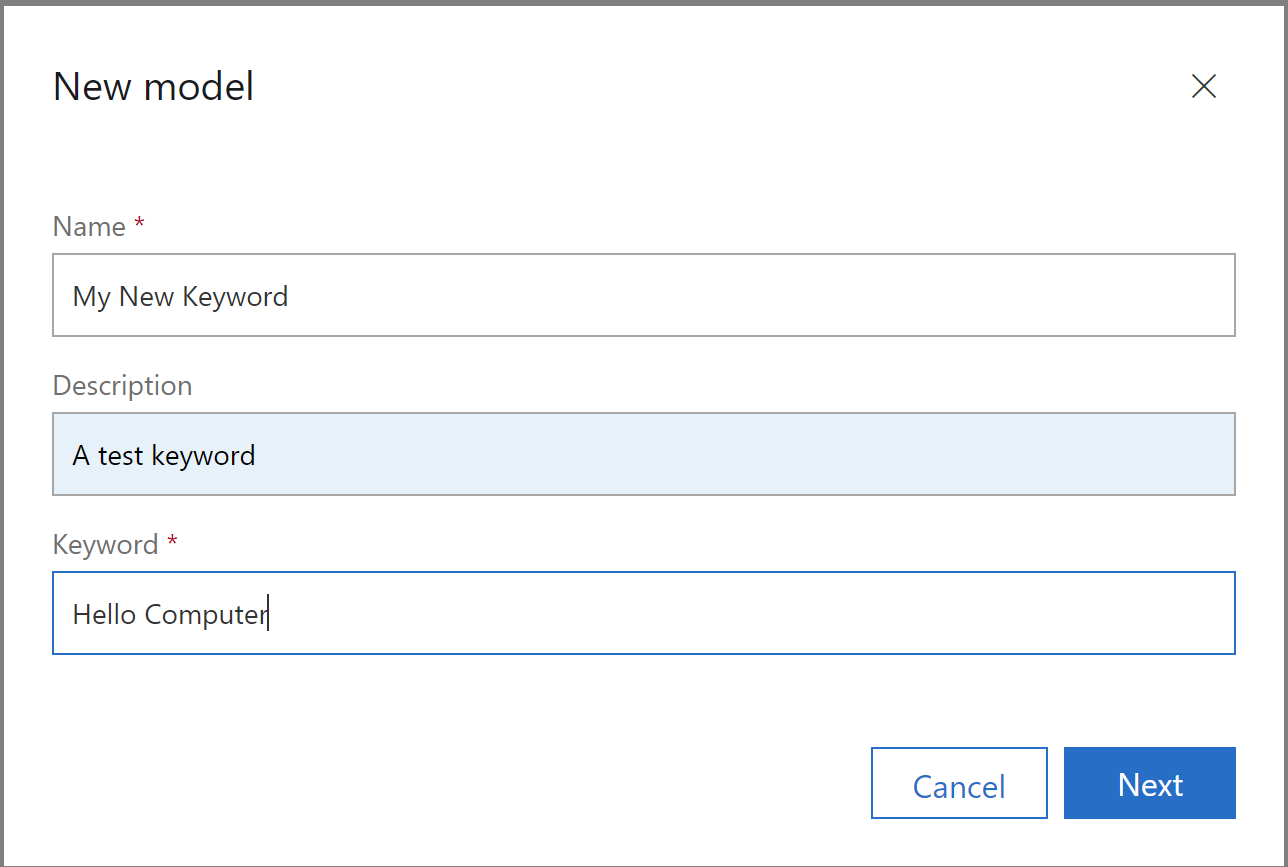 New model
Name *
My New Keyword
Description
A test keyword
Keyword *
Hello Computer
Cancel
Next